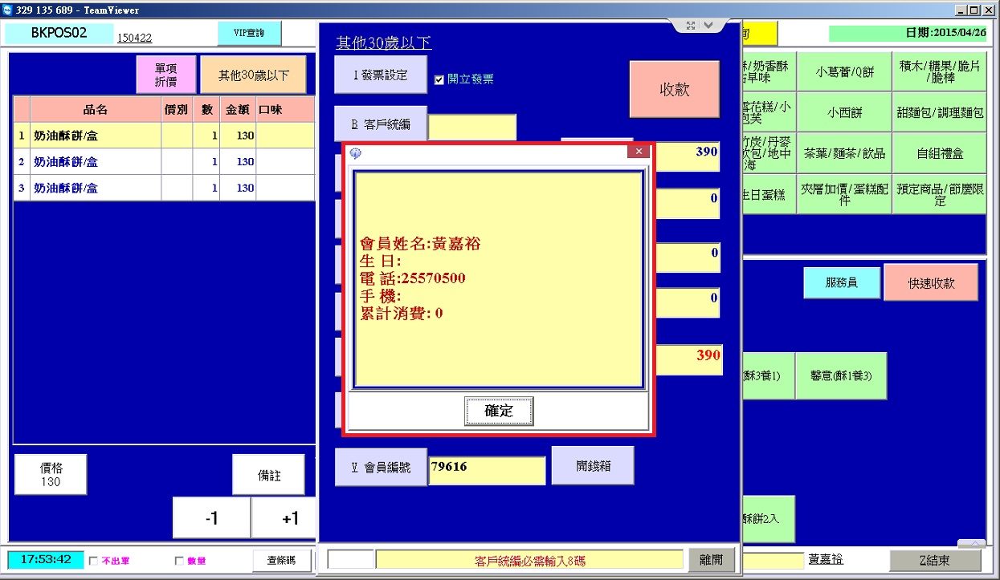 329 135 689 - TeamViewer
BKPOS02
150422
VIP查詢
日期:2015/04/26
單項
折價
其他30歲以下
品名 價別 數 金額 口味
1 奶油酥餅/盒 1 130
2 奶油酥餅/盒 1 130
3 奶油酥餅/盒 1 130
價格
130
備註
-1
+1
17:53:42
不出單
數量
查條碼
其他30歲以下
I 發票設定
開立發票
收款
B 客戶統編
390
0
0
0
390
會員姓名:黃嘉裕
生 日:
電 話:25570500
手 機:
累計消費: 0
確定
V 會員編號
79616
開錢箱
客戶統編必需輸入8碼
離開
/奶香酥
小葛蕾/Q餅
積木/糖果/脆片
/脆棒
雪花糕/小
泡芙
小西餅
甜麵包/調理麵包
竹炭/丹麥
軟包/地中
海
茶葉/麵茶/飲品
自組禮盒
生日蛋糕
夾層加價/蛋糕配
件
預定商品/節慶限
定
服務員
快速收款
(酥3養1)
馨意(酥1養3)
酥餅2入
黃嘉裕
Z結束